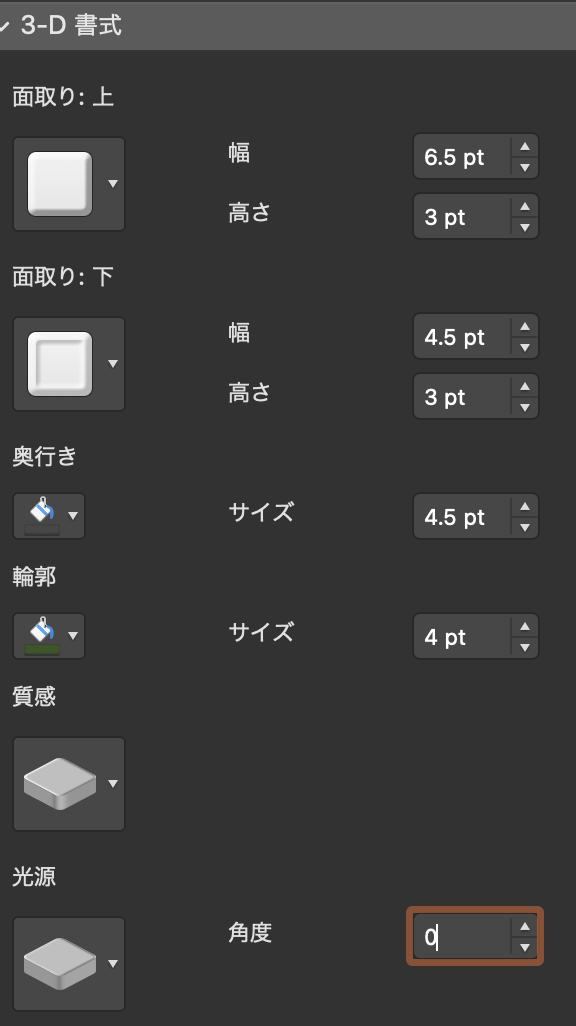 3-D 書式
面取り: 上
幅
6.5 pt
高さ
3 pt
面取り: 下
幅
4.5 pt
高さ
3 pt
奥行き
サイズ
4.5 pt
輪郭
サイズ
4 pt
質感
光源
角度
0